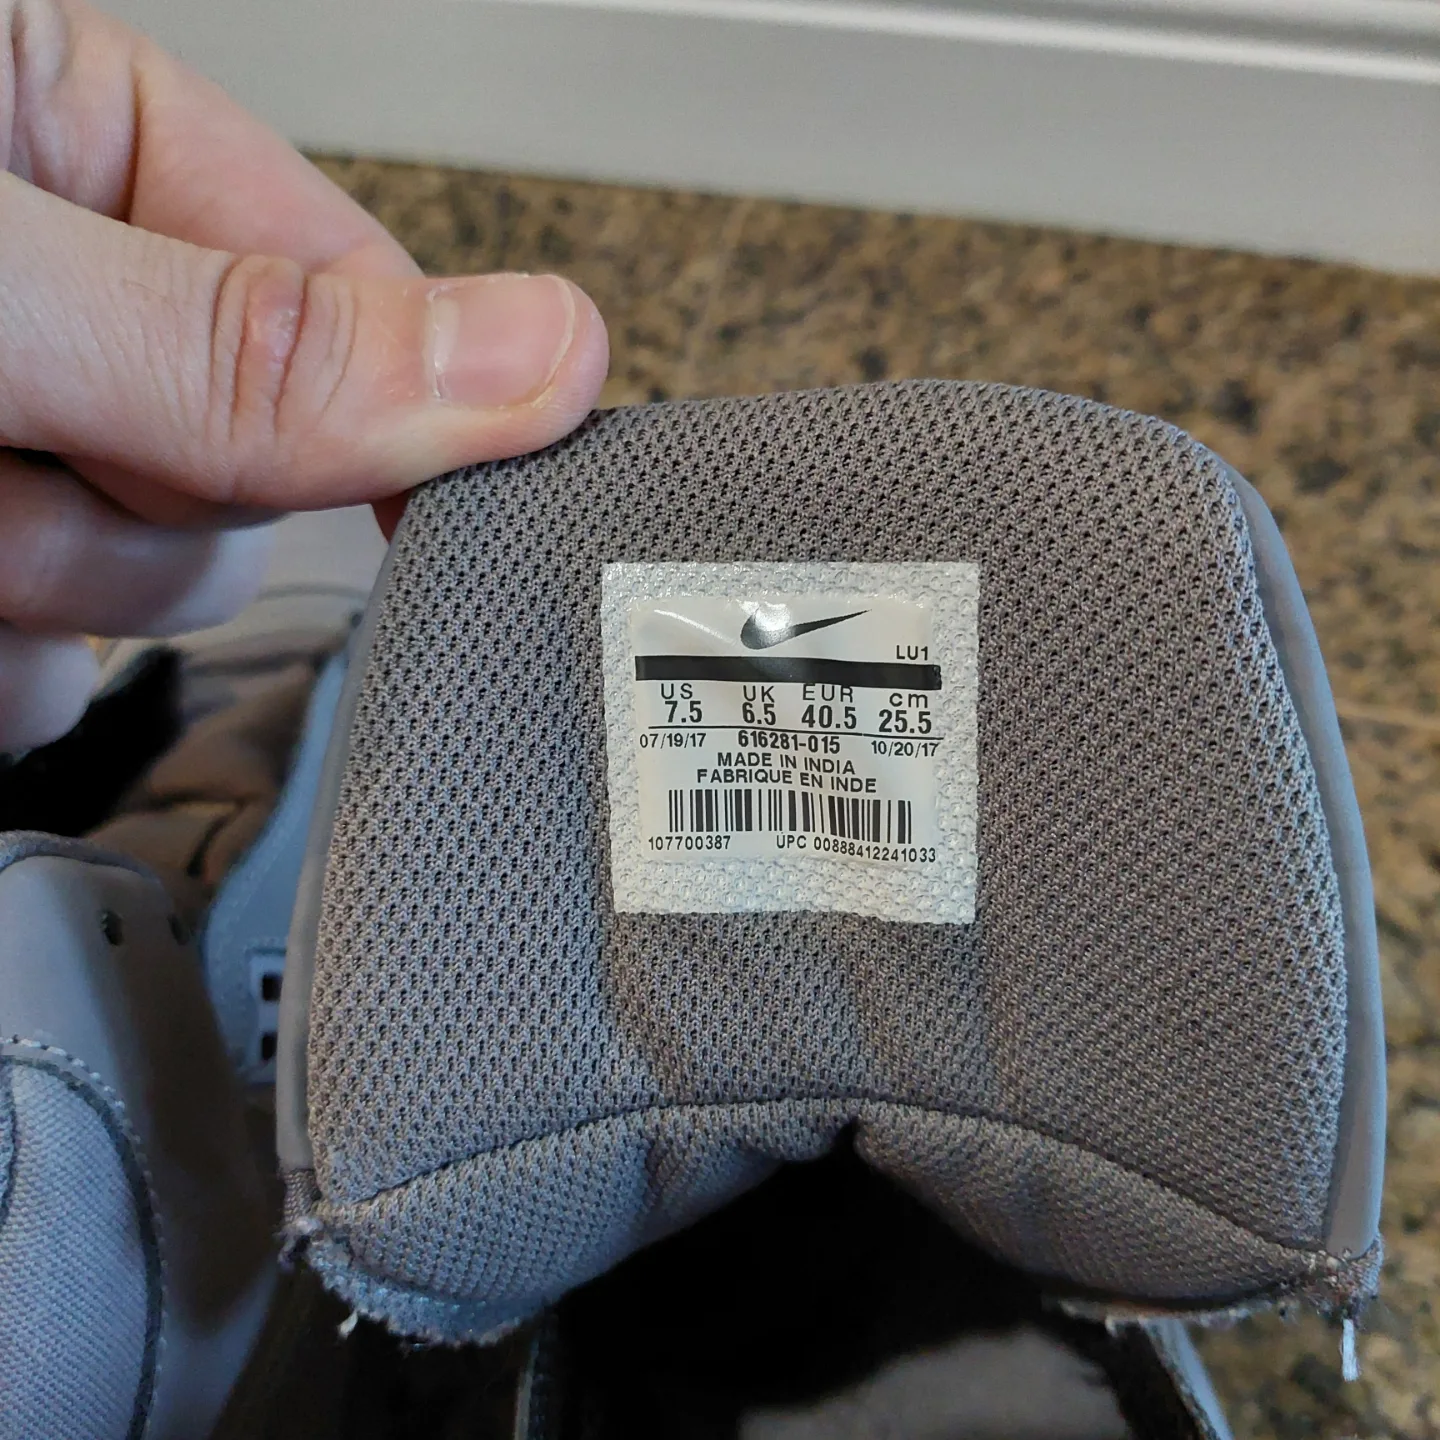 LU1
US UK EUR cm
7.5 6.5 40.5 25.5
07/19/17 616281-015 10/20/17
MADE IN INDIA
FABRIQUE EN INDE
107700387 UPC 00888412241033